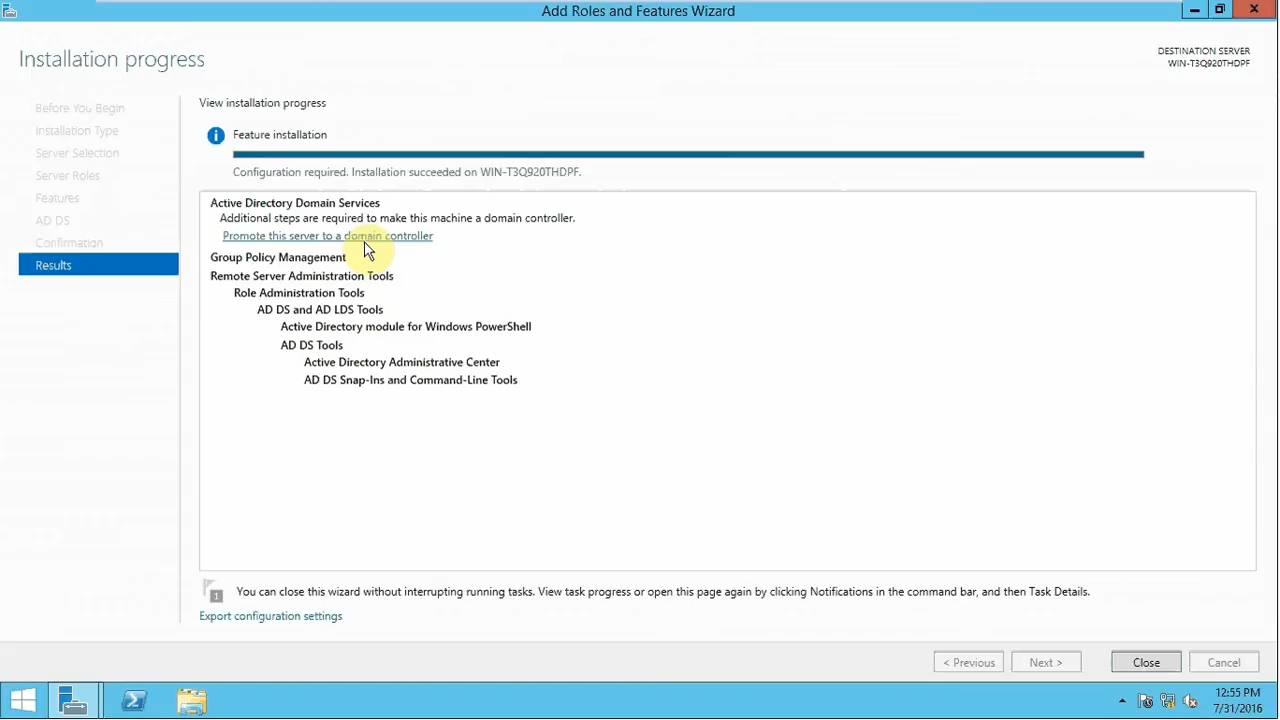 Add Roles and Features Wizard
Installation progress
DESTINATION SERVER
WIN-T3Q920THDPF
Before You Begin
Installation Type
Server Selection
Server Roles
Features
AD DS
Confirmation
Results
View installation progress
Feature installation
Configuration required. Installation succeeded on WIN-T3Q920THDPF.
Active Directory Domain Services
Additional steps are required to make this machine a domain controller.
Promote this server to a domain controller
Group Policy Management
Remote Server Administration Tools
Role Administration Tools
AD DS and AD LDS Tools
Active Directory module for Windows PowerShell
AD DS Tools
Active Directory Administrative Center
AD DS Snap-Ins and Command-Line Tools
1
You can close this wizard without interrupting running tasks. View task progress or open this page again by clicking Notifications in the command bar, and then Task Details.
Export configuration settings
< Previous
Next >
Close
Cancel
12:55 PM
7/31/2016